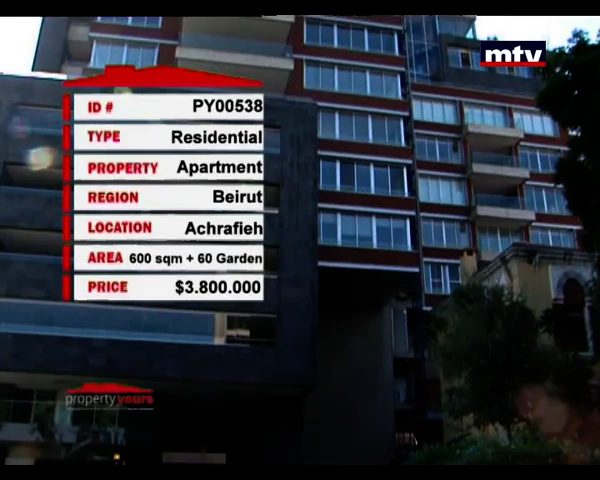 mtv
ID # PY00538
TYPE Residential
PROPERTY Apartment
REGION Beirut
LOCATION Achrafieh
AREA 600 sqm + 60 Garden
PRICE $3.800.000
propertyyours